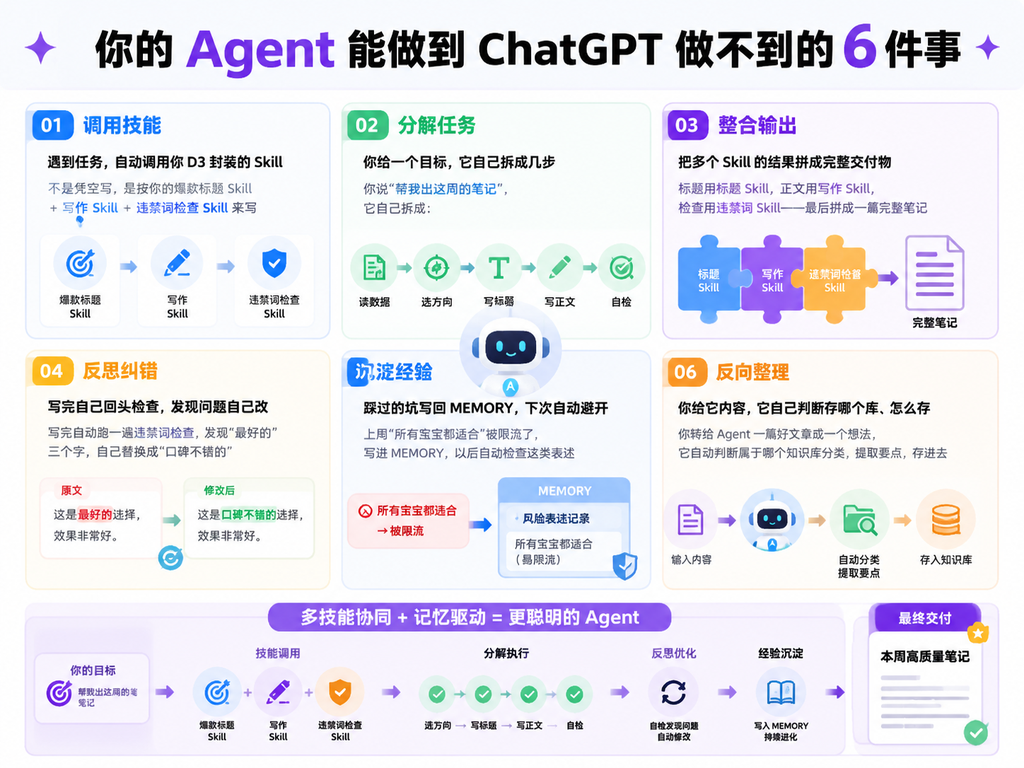 你的 Agent 能做到 ChatGPT 做不到的 6 件事
01 调用技能
遇到任务，自动调用你 D3 封装的 Skill
不是凭空写，是按你的爆款标题 Skill
+ 写作 Skill + 违禁词检查 Skill 来写
爆款标题
Skill
写作
Skill
违禁词检查
Skill
02 分解任务
你给一个目标，它自己拆成几步
你说“帮我出这周的笔记”，
它自己拆成：
读数据
选方向
写标题
写正文
自检
03 整合输出
把多个 Skill 的结果拼成完整交付物
标题用标题 Skill，正文用写作 Skill，
检查用违禁词 Skill——最后拼成一篇完整笔记
标题
Skill
写作
Skill
Skill
完整笔记
04 反思纠错
写完自己回头检查，发现问题自己改
写完自动跑一遍违禁词检查，发现“最好的”
三个字，自己替换成“口碑不错的”
原文
这是最好的选择，
效果非常好。
修改后
这是口碑不错的选择，
效果非常好。
沉淀经验
踩过的坑写回 MEMORY，下次自动避开
上周“所有宝宝都适合”被限流了，
写进 MEMORY，以后自动检查这类表述
所有宝宝都适合
→ 被限流
MEMORY
· 风险表述记录
所有宝宝都适合
（易限流）
A
06 反向整理
你给它内容，它自己判断存哪个库、怎么存
你转给 Agent 一篇好文章或一个想法，
它自动判断属于哪个知识库分类，提取要点，存进去
输入内容
A
自动分类
提取要点
存入知识库
多技能协同 + 记忆驱动 = 更聪明的 Agent
你的目标
帮我出这周的笔
笔记
技能调用
爆款标题
Skill
+
写作
Skill
+
违禁词检查
Skill
分解执行
选方向 → 写标题 → 写正文 → 自检
反思优化
自检发现问题
自动修改
经验沉淀
写入 MEMORY
持续进化
最终交付
本周高质量笔记